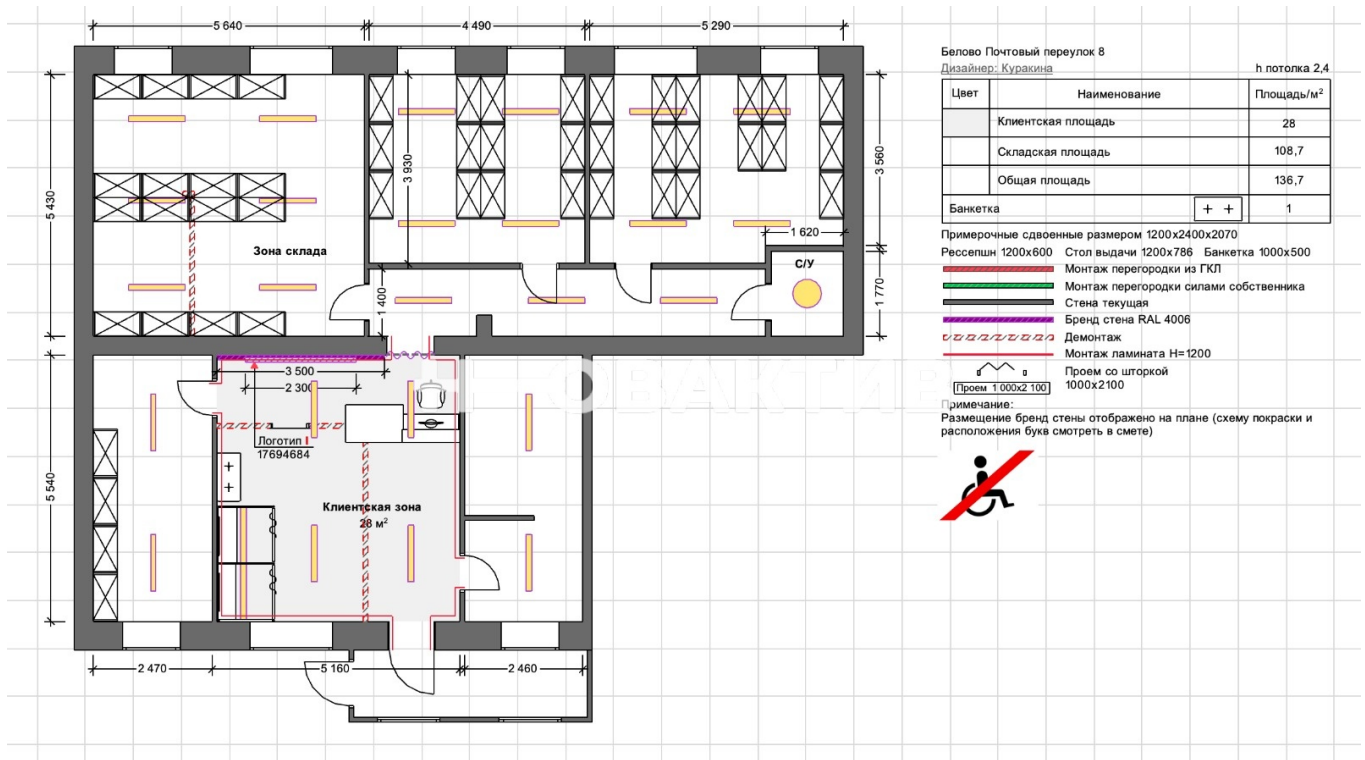 5 640
4 490
5 290
5 430
3 930
3 560
1 620
Зона склада
С/У
1 400
1 770
3 500
2 300
Логотип
17694684
5 540
Клиентская зона
28 м²
2 470
5 160
2 460
Белово Почтовый переулок 8
Дизайнер: Куракина
h потолка 2,4
Цвет Наименование Площадь/м²
Клиентская площадь 28
Складская площадь 108,7
Общая площадь 136,7
Банкетка + + 1
Примерочные сдвоенные размером 1200х2400х2070
Рессепшн 1200х600 Стол выдачи 1200х786 Банкетка 1000х500
Монтаж перегородки из ГКЛ
Монтаж перегородки силами собственника
Стена текущая
Бренд стена RAL 4006
Демонтаж
Монтаж ламината Н=1200
Проем со шторкой
1000х2100
Проем 1 000х2 100
Примечание:
Размещение бренд стены отображено на плане (схему покраски и
расположения букв смотреть в смете)